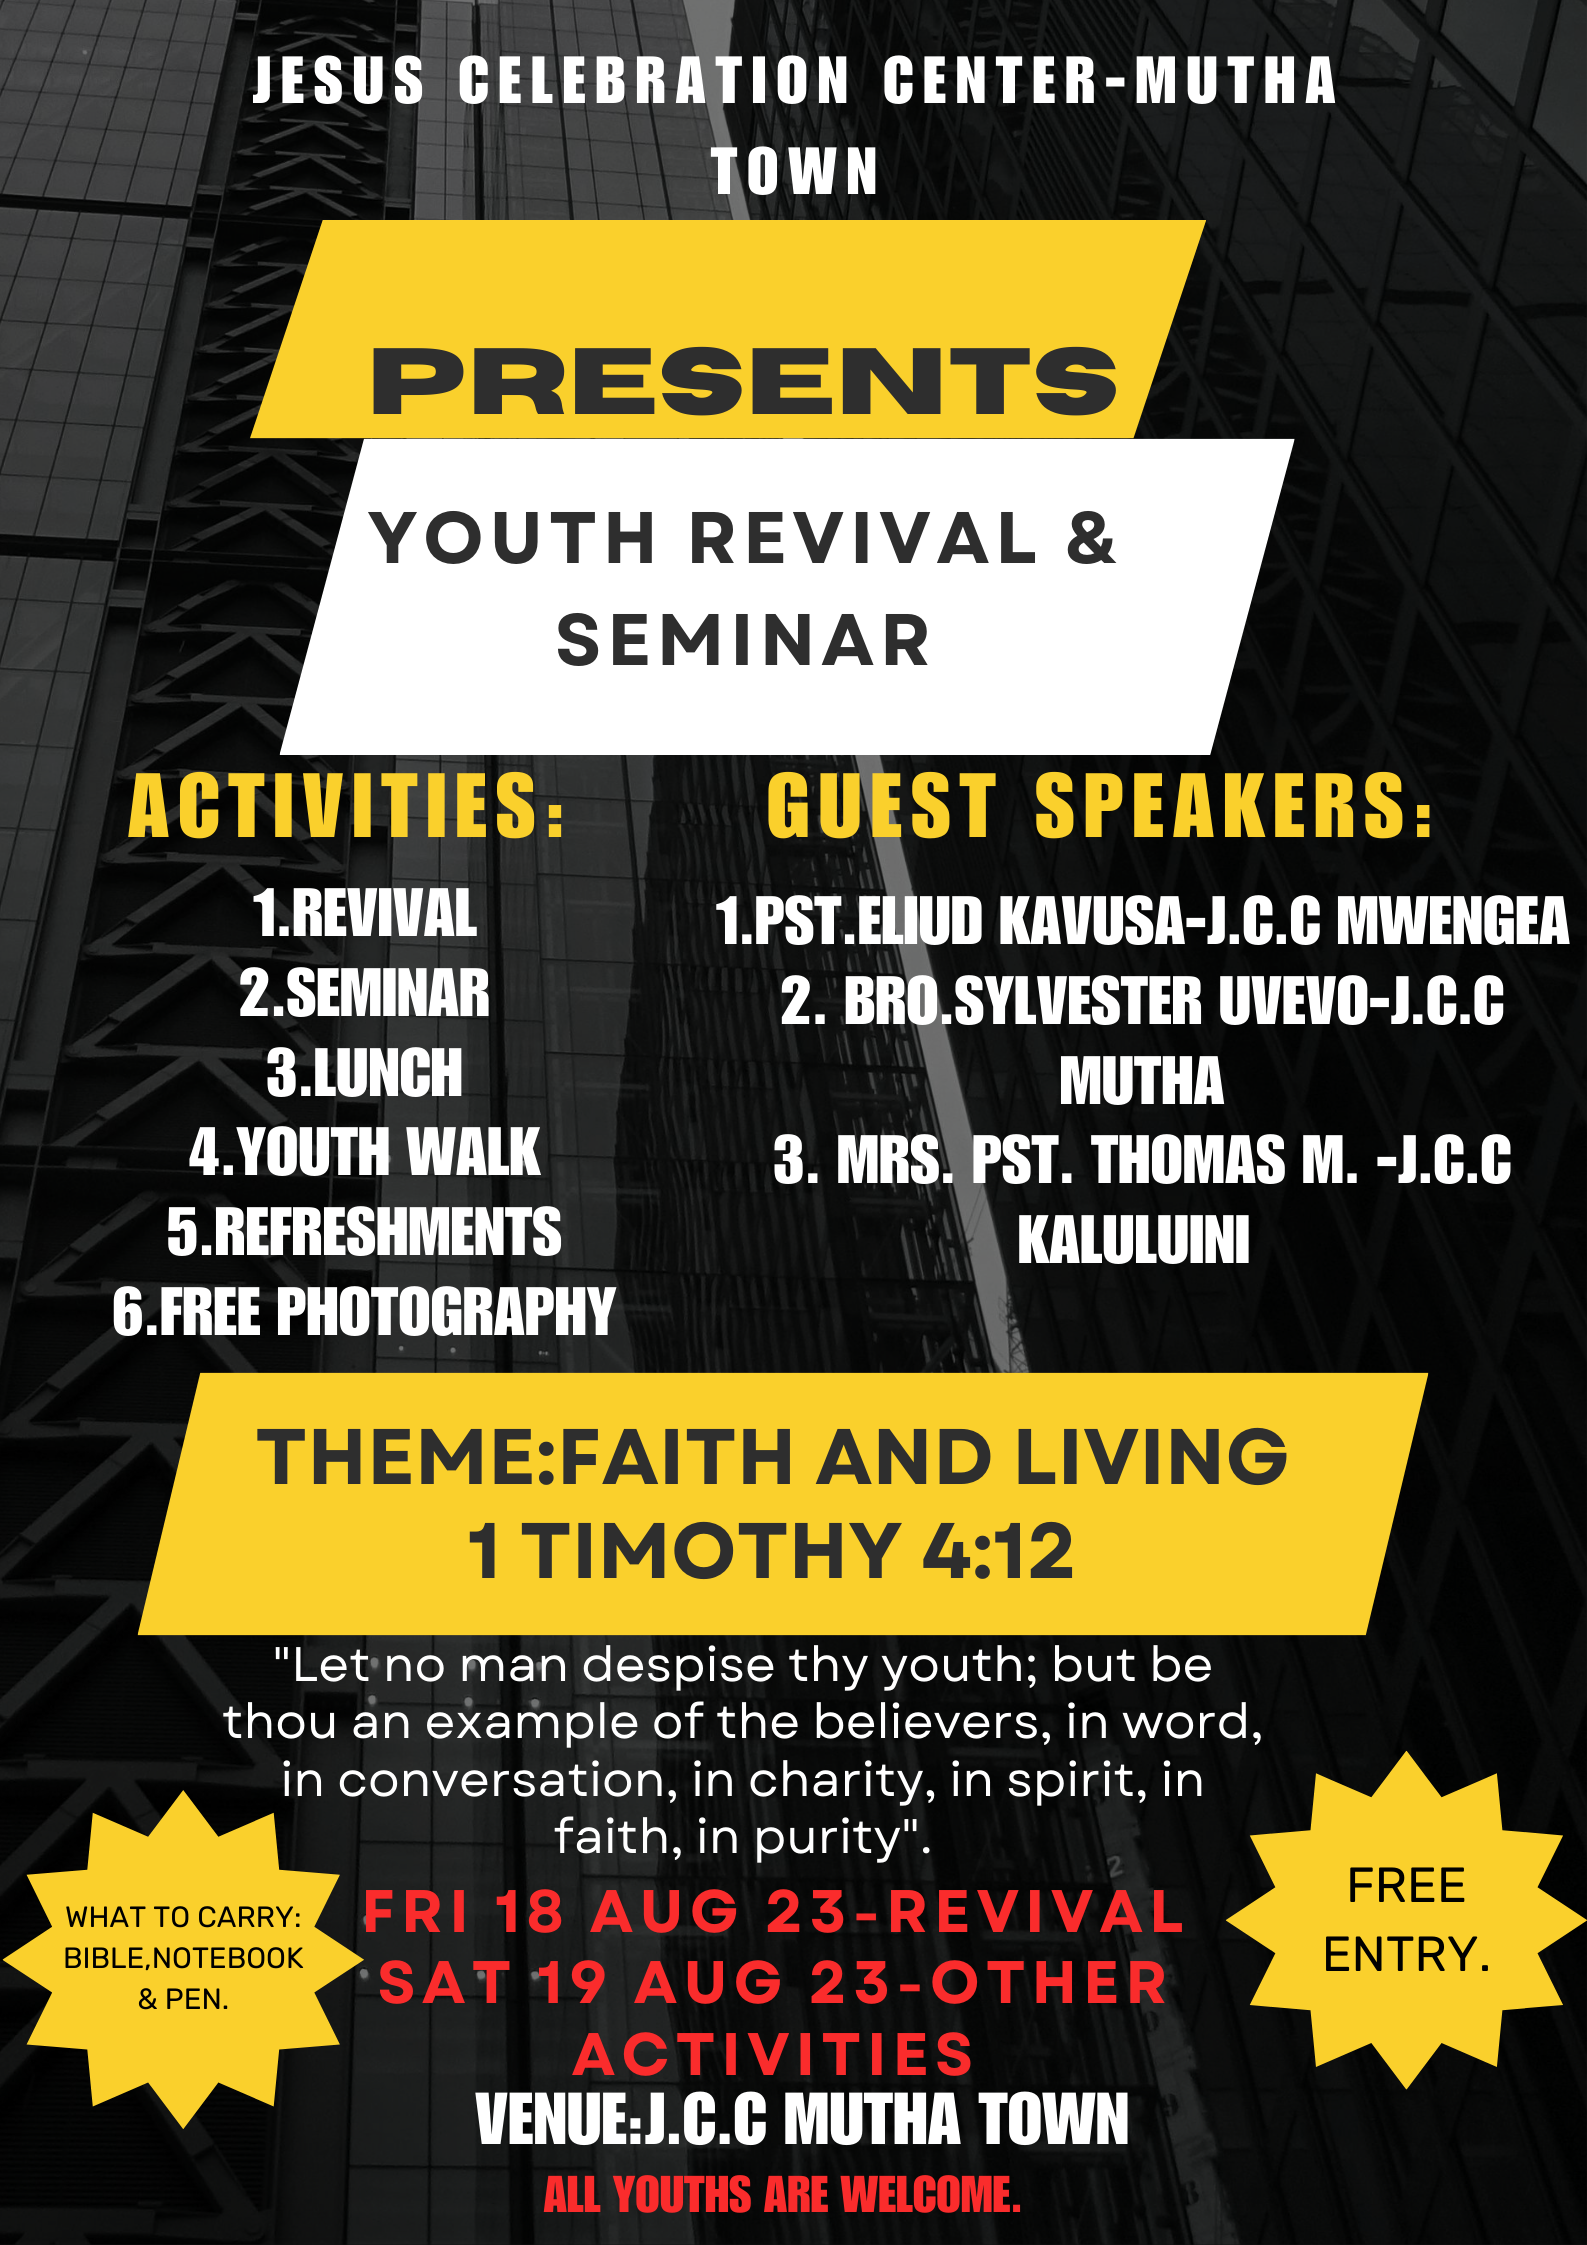 JESUS CELEBRATION CENTER-MUTHA
TOWN
PRESENTS
YOUTH REVIVAL &
SEMINAR
ACTIVITIES:
1.REVIVAL
2.SEMINAR
3.LUNCH
4.YOUTH WALK
5.REFRESHMENTS
6.FREE PHOTOGRAPHY
GUEST SPEAKERS:
1.PST.ELIUD KAVUSA-J.C.C MWENGEA
2. BRO.SYLVESTER UVEVO-J.C.C
MUTHA
3. MRS. PST. THOMAS M. -J.C.C
KALULUINI
THEME:FAITH AND LIVING
1 TIMOTHY 4:12
"Let no man despise thy youth; but be
thou an example of the believers, in word,
in conversation, in charity, in spirit, in
faith, in purity".
WHAT TO CARRY:
BIBLE,NOTEBOOK
& PEN.
FRI 18 AUG 23-REVIVAL
SAT 19 AUG 23-OTHER
ACTIVITIES
FREE
ENTRY.
VENUE:J.C.C MUTHA TOWN
ALL YOUTHS ARE WELCOME.